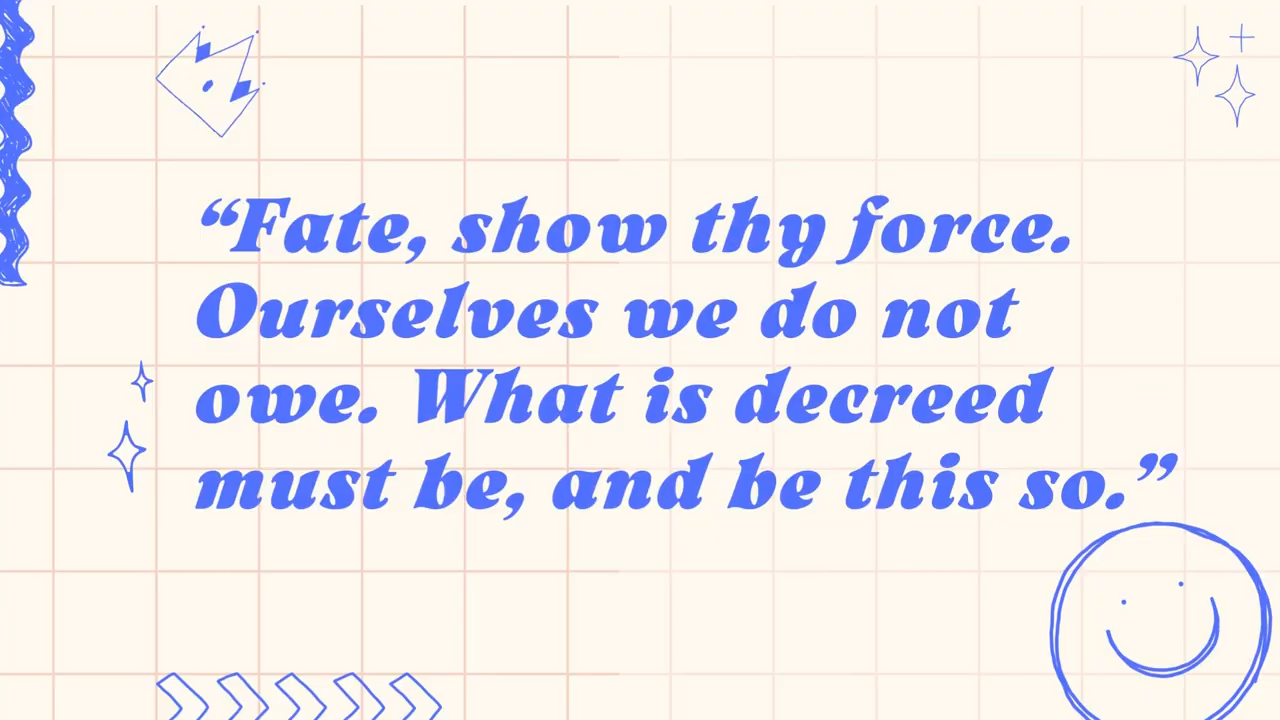 “Fate, show thy force.
Ourselves we do not
owe. What is decreed
must be, and be this so.”